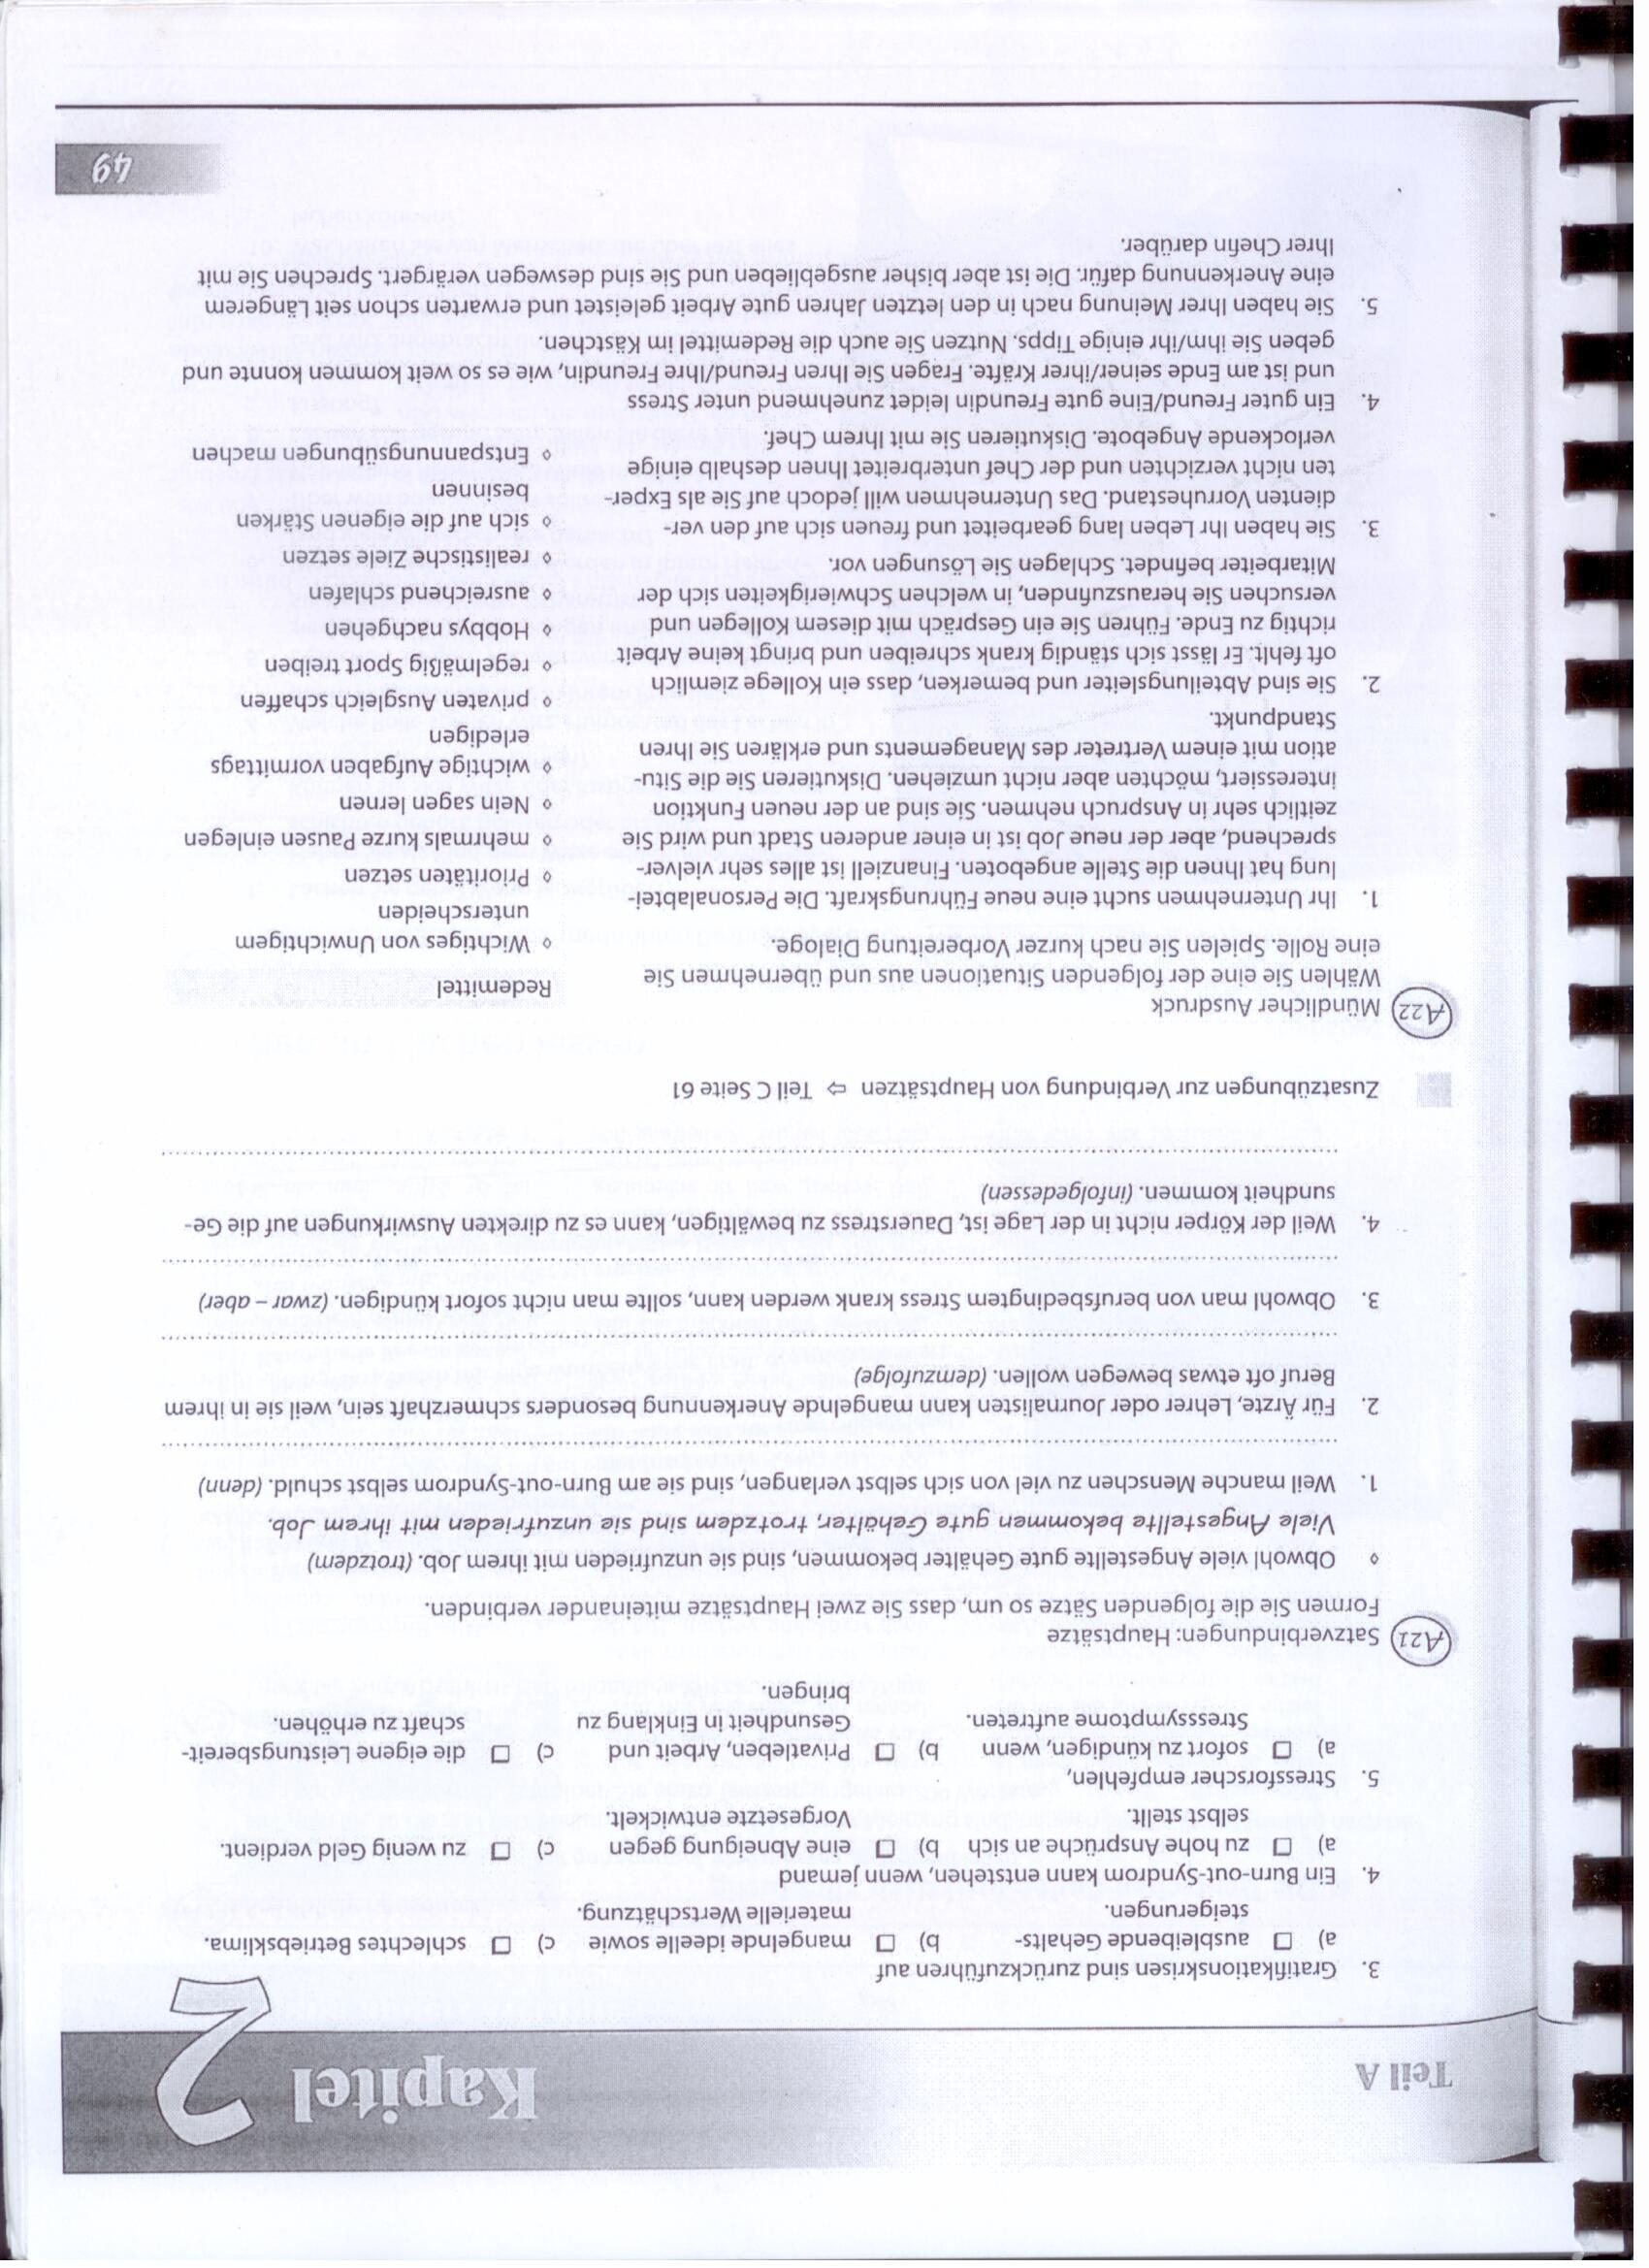 Teil A
Kapitel 2
3. Gratifikationskrisen sind zurückzuführen auf
a) ☐ ausbleibende Gehalts- b) ☐ mangelnde ideelle sowie c) ☐ schlechtes Betriebsklima.
steigerungen. materielle Wertschätzung.
4. Ein Burn-out-Syndrom kann entstehen, wenn jemand
a) ☐ zu hohe Ansprüche an sich b) ☐ eine Abneigung gegen c) ☐ zu wenig Geld verdient.
selbst stellt. Vorgesetzte entwickelt.
5. Stressforscher empfehlen,
a) ☐ sofort zu kündigen, wenn b) ☐ Privatleben, Arbeit und c) ☐ die eigene Leistungsbereit-
Stresssymptome auftreten. Gesundheit in Einklang zu schaft zu erhöhen.
bringen.
A21 Satzverbindungen: Hauptsätze
Formen Sie die folgenden Sätze so um, dass Sie zwei Hauptsätze miteinander verbinden.
◊ Obwohl viele Angestellte gute Gehälter bekommen, sind sie unzufrieden mit ihrem Job. (trotzdem)
Viele Angestellte bekommen gute Gehälter, trotzdem sind sie unzufrieden mit ihrem Job.
1. Weil manche Menschen zu viel von sich selbst verlangen, sind sie am Burn-out-Syndrom selbst schuld. (denn)
2. Für Ärzte, Lehrer oder Journalisten kann mangelnde Anerkennung besonders schmerzhaft sein, weil sie in ihrem
Beruf oft etwas bewegen wollen. (demzufolge)
3. Obwohl man von berufsbedingtem Stress krank werden kann, sollte man nicht sofort kündigen. (zwar – aber)
4. Weil der Körper nicht in der Lage ist, Dauerstress zu bewältigen, kann es zu direkten Auswirkungen auf die Ge-
sundheit kommen. (infolgedessen)
Zusatzübungen zur Verbindung von Hauptsätzen ⇨ Teil C Seite 61
A22 Mündlicher Ausdruck
Wählen Sie eine der folgenden Situationen aus und übernehmen Sie
eine Rolle. Spielen Sie nach kurzer Vorbereitung Dialoge.
1. Ihr Unternehmen sucht eine neue Führungskraft. Die Personalabtei-
lung hat Ihnen die Stelle angeboten. Finanziell ist alles sehr vielver-
sprechend, aber der neue Job ist in einer anderen Stadt und wird Sie
zeitlich sehr in Anspruch nehmen. Sie sind an der neuen Funktion
interessiert, möchten aber nicht umziehen. Diskutieren Sie die Situ-
ation mit einem Vertreter des Managements und erklären Sie Ihren
Standpunkt.
2. Sie sind Abteilungsleiter und bemerken, dass ein Kollege ziemlich
oft fehlt. Er lässt sich ständig krank schreiben und bringt keine Arbeit
richtig zu Ende. Führen Sie ein Gespräch mit diesem Kollegen und
versuchen Sie herauszufinden, in welchen Schwierigkeiten sich der
Mitarbeiter befindet. Schlagen Sie Lösungen vor.
3. Sie haben Ihr Leben lang gearbeitet und freuen sich auf den ver-
dienten Vorruhestand. Das Unternehmen will jedoch auf Sie als Exper-
ten nicht verzichten und der Chef unterbreitet Ihnen deshalb einige
verlockende Angebote. Diskutieren Sie mit Ihrem Chef.
4. Ein guter Freund/Eine gute Freundin leidet zunehmend unter Stress
und ist am Ende seiner/ihrer Kräfte. Fragen Sie Ihren Freund/Ihre Freundin, wie es so weit kommen konnte und
geben Sie ihm/ihr einige Tipps. Nutzen Sie auch die Redemittel im Kästchen.
5. Sie haben Ihrer Meinung nach in den letzten Jahren gute Arbeit geleistet und erwarten schon seit Längerem
eine Anerkennung dafür. Die ist aber bisher ausgeblieben und Sie sind deswegen verärgert. Sprechen Sie mit
Ihrer Chefin darüber.
Redemittel
◊ Wichtiges von Unwichtigem
unterscheiden
◊ Prioritäten setzen
◊ mehrmals kurze Pausen einlegen
◊ Nein sagen lernen
◊ wichtige Aufgaben vormittags
erledigen
◊ privaten Ausgleich schaffen
◊ regelmäßig Sport treiben
◊ Hobbys nachgehen
◊ ausreichend schlafen
◊ realistische Ziele setzen
◊ sich auf die eigenen Stärken
besinnen
◊ Entspannungsübungen machen
49